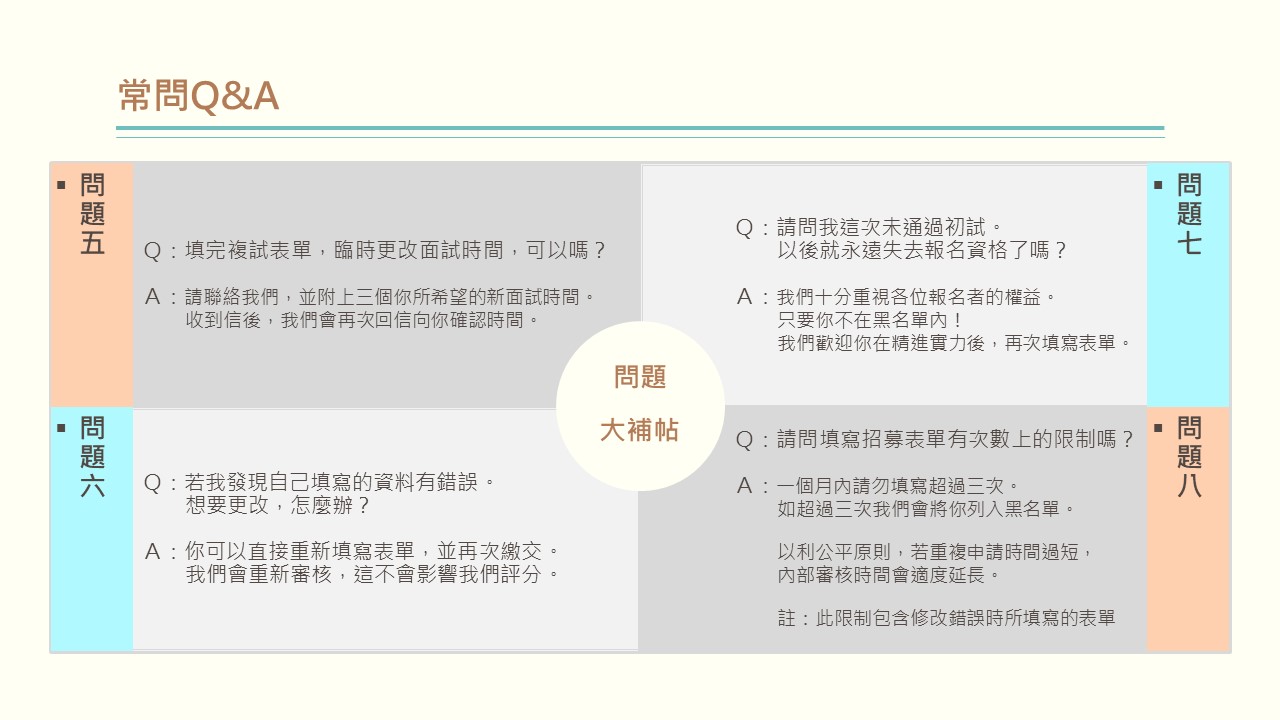 常問Q&A
▪ 問題五
Q：填完複試表單，臨時更改面試時間，可以嗎？
A：請聯絡我們，並附上三個你所希望的新面試時間。
收到信後，我們會再次回信向你確認時間。
▪ 問題六
Q：若我發現自己填寫的資料有錯誤。
想要更改，怎麼辦？
A：你可以直接重新填寫表單，並再次繳交。
我們會重新審核，這不會影響我們評分。
問題
大補帖
▪ 問題七
Q：請問我這次未通過初試。
以後就永遠失去報名資格了嗎？
A：我們十分重視各位報名者的權益。
只要你不在黑名單內！
我們歡迎你在精進實力後，再次填寫表單。
▪ 問題八
Q：請問填寫招募表單有次數上的限制嗎？
A：一個月內請勿填寫超過三次。
如超過三次我們會將你列入黑名單。
以利公平原則，若重複申請時間過短，
內部審核時間會適度延長。
註：此限制包含修改錯誤時所填寫的表單